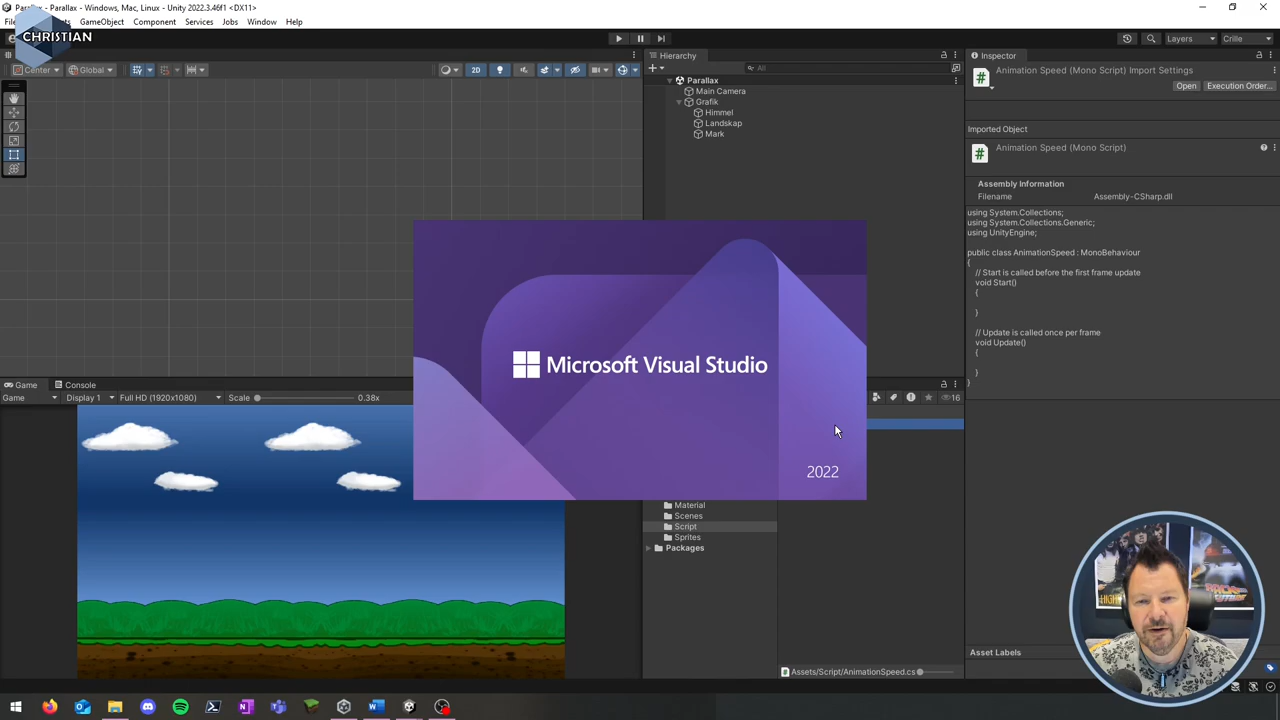 Parallax - Parallax - Windows, Mac, Linux - Unity 2022.3.46f1 <DX11>
GameObject Component Services Jobs Window Help
CHRISTIAN
Layers Crille
Center Global 2D
Hierarchy
All
Parallax
Main Camera
Grafik
Himmel
Landskap
Mark
Inspector
Animation Speed (Mono Script) Import Settings
Open Execution Order...
Imported Object
Animation Speed (Mono Script)
Assembly Information
Filename Assembly-CSharp.dll
using System.Collections;
using System.Collections.Generic;
using UnityEngine;
public class AnimationSpeed : MonoBehaviour
{
// Start is called before the first frame update
void Start()
{
}
// Update is called once per frame
void Update()
{
}
}
Microsoft Visual Studio
2022
Game Console
Game Display 1 Full HD (1920x1080) Scale 0.38x
16
Material
Scenes
Script
Sprites
Packages
Assets/Script/AnimationSpeed.cs
Asset Labels